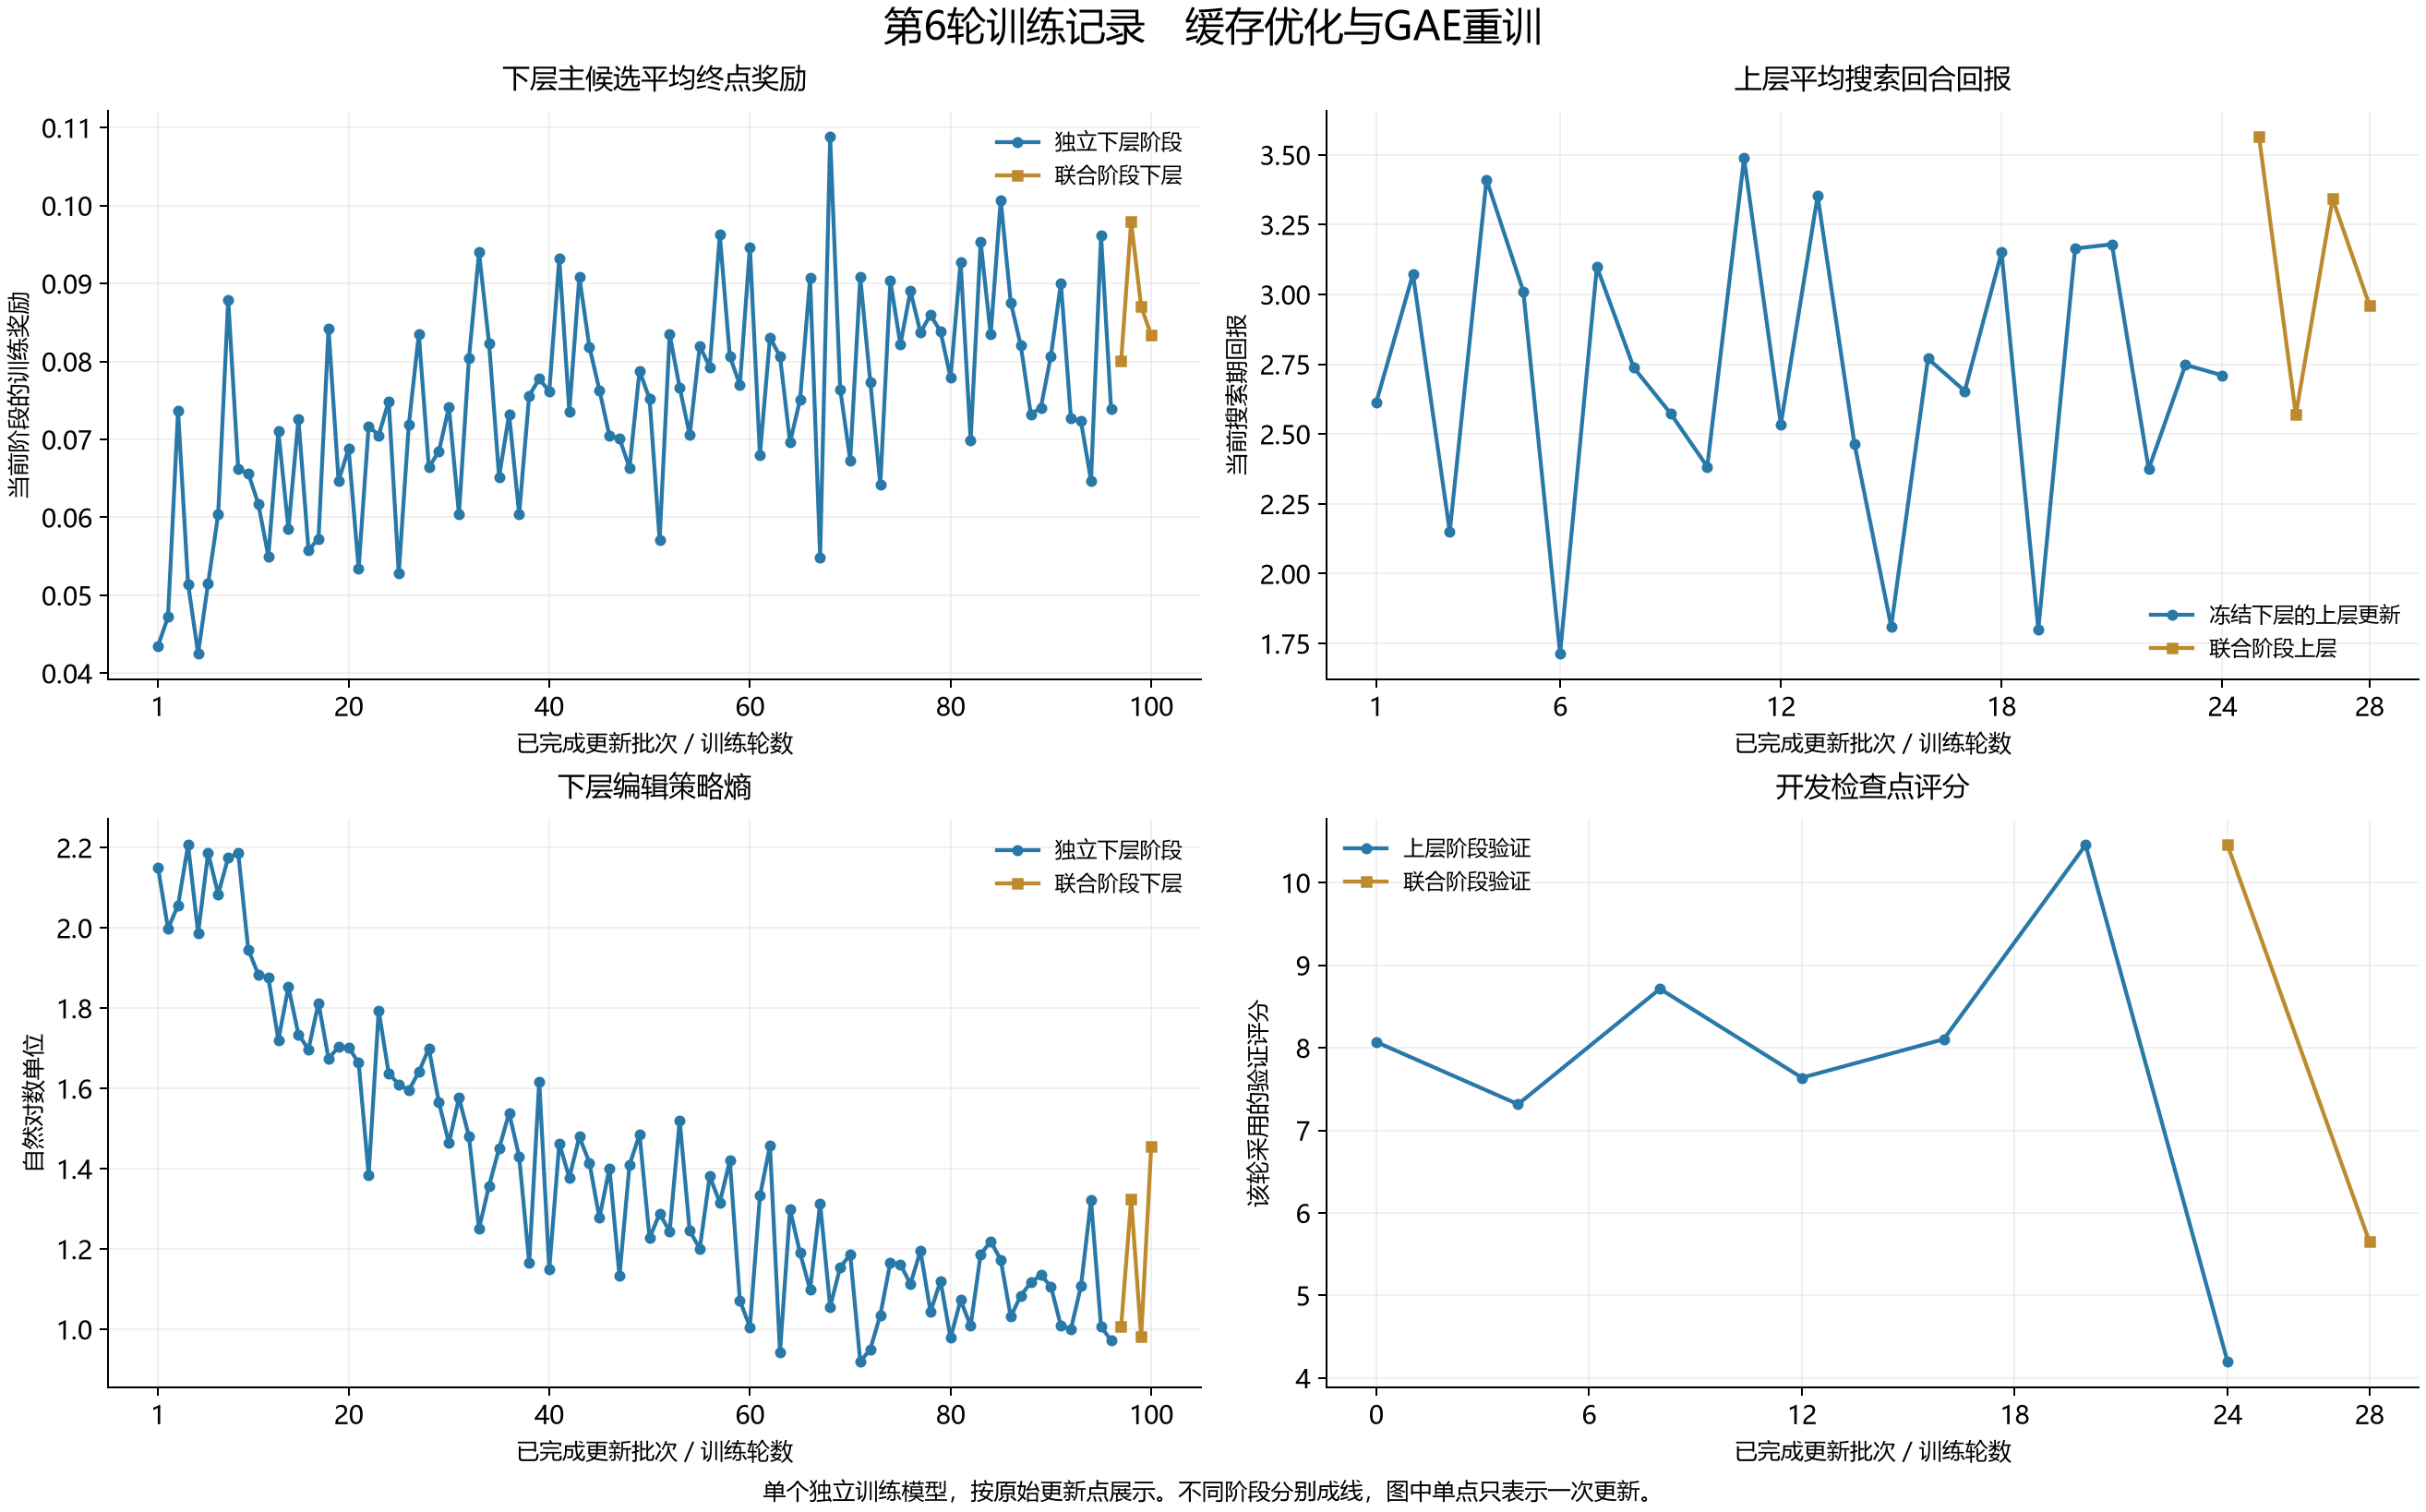 第6轮训练记录　缓存优化与GAE重训
下层主候选平均终点奖励
当前阶段的训练奖励
0.11
0.10
0.09
0.08
0.07
0.06
0.05
0.04
独立下层阶段
联合阶段下层
1 20 40 60 80 100
已完成更新批次 / 训练轮数
上层平均搜索回合回报
当前搜索期回报
3.50
3.25
3.00
2.75
2.50
2.25
2.00
1.75
冻结下层的上层更新
联合阶段上层
1 6 12 18 24 28
已完成更新批次 / 训练轮数
下层编辑策略熵
自然对数单位
2.2
2.0
1.8
1.6
1.4
1.2
1.0
独立下层阶段
联合阶段下层
1 20 40 60 80 100
已完成更新批次 / 训练轮数
开发检查点评分
该轮采用的验证评分
10
9
8
7
6
5
4
上层阶段验证
联合阶段验证
0 6 12 18 24 28
已完成更新批次 / 训练轮数
单个独立训练模型，按原始更新点展示。不同阶段分别成线，图中单点只表示一次更新。